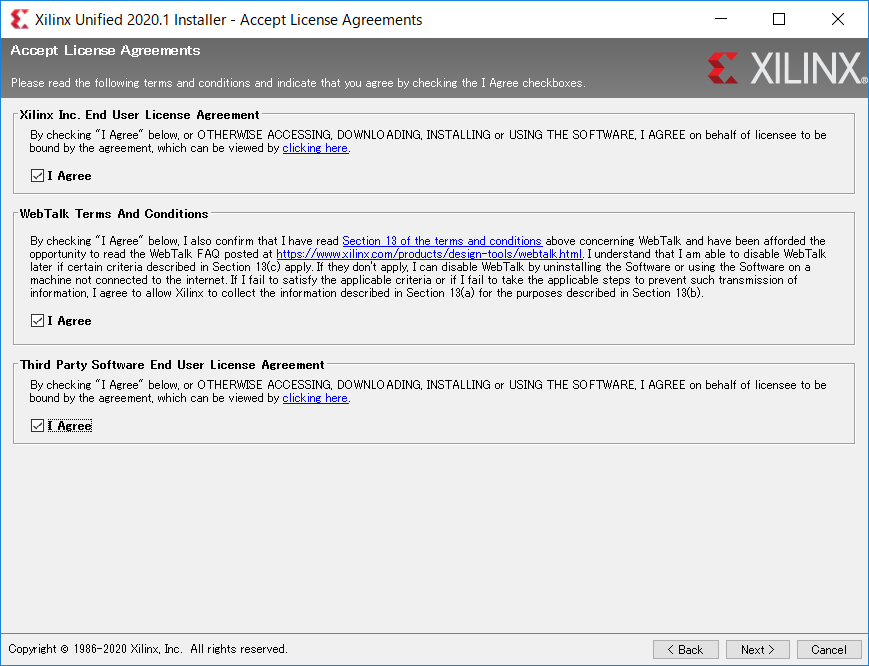 Xilinx Unified 2020.1 Installer - Accept License Agreements
Accept License Agreements
Please read the following terms and conditions and indicate that you agree by checking the I Agree checkboxes.
XILINX®
Xilinx Inc. End User License Agreement
By checking "I Agree" below, or OTHERWISE ACCESSING, DOWNLOADING, INSTALLING or USING THE SOFTWARE, I AGREE on behalf of licensee to be
bound by the agreement, which can be viewed by clicking here.
I Agree
WebTalk Terms And Conditions
By checking "I Agree" below, I also confirm that I have read Section 13 of the terms and conditions above concerning WebTalk and have been afforded the
opportunity to read the WebTalk FAQ posted at https://www.xilinx.com/products/design-tools/webtalk.html. I understand that I am able to disable WebTalk
later if certain criteria described in Section 13(c) apply. If they don't apply, I can disable WebTalk by uninstalling the Software or using the Software on a
machine not connected to the internet. If I fail to satisfy the applicable criteria or if I fail to take the applicable steps to prevent such transmission of
information, I agree to allow Xilinx to collect the information described in Section 13(a) for the purposes described in Section 13(b).
I Agree
Third Party Software End User License Agreement
By checking "I Agree" below, or OTHERWISE ACCESSING, DOWNLOADING, INSTALLING or USING THE SOFTWARE, I AGREE on behalf of licensee to be
bound by the agreement, which can be viewed by clicking here.
I Agree
Copyright © 1986-2020 Xilinx, Inc. All rights reserved.
< Back
Next >
Cancel